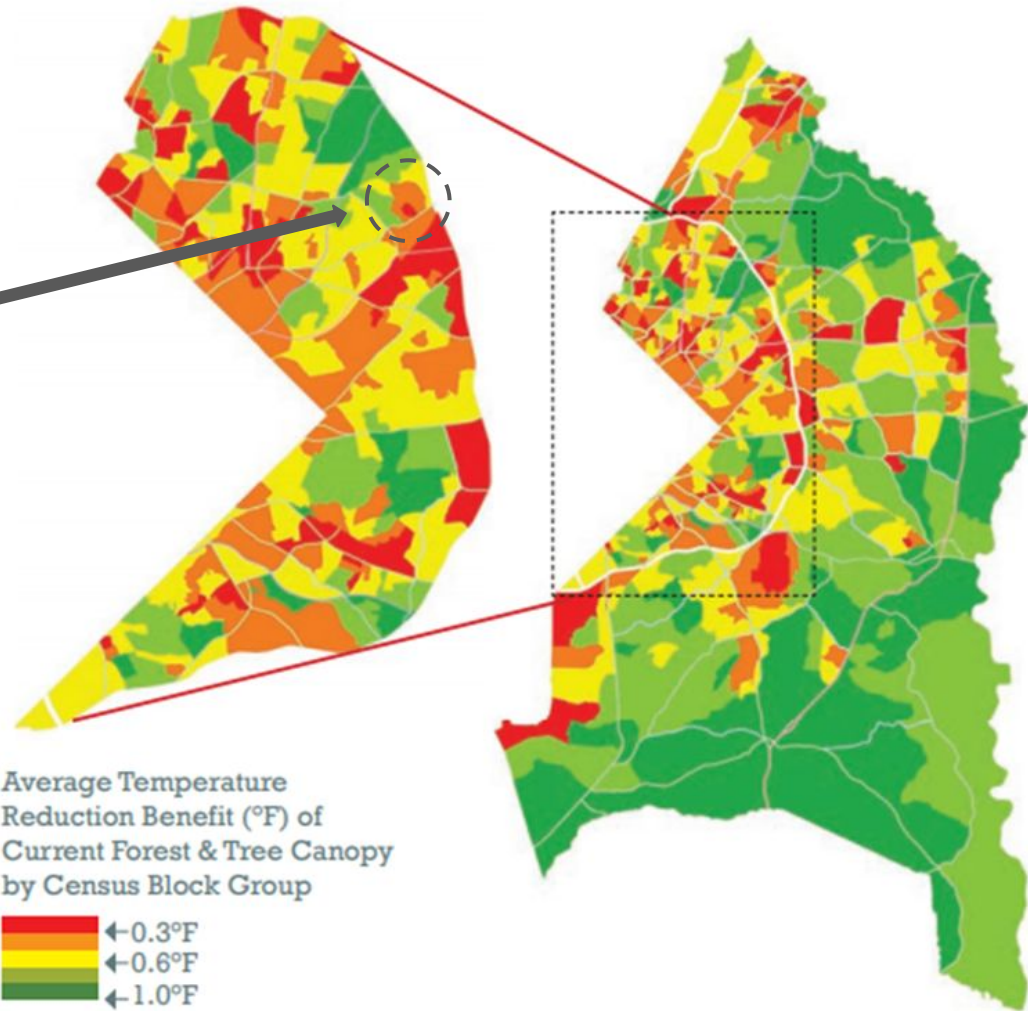 Average Temperature
Reduction Benefit (°F) of
Current Forest & Tree Canopy
by Census Block Group
0.3°F
0.6°F
1.0°F